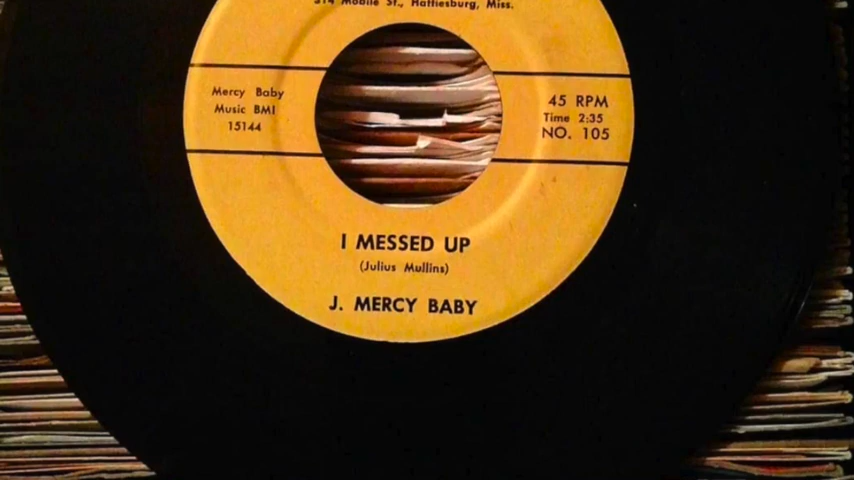 314 Mobile St., Hattiesburg, Miss.
Mercy Baby
Music BMI
15144
45 RPM
Time 2:35
NO. 105
I MESSED UP
(Julius Mullins)
J. MERCY BABY